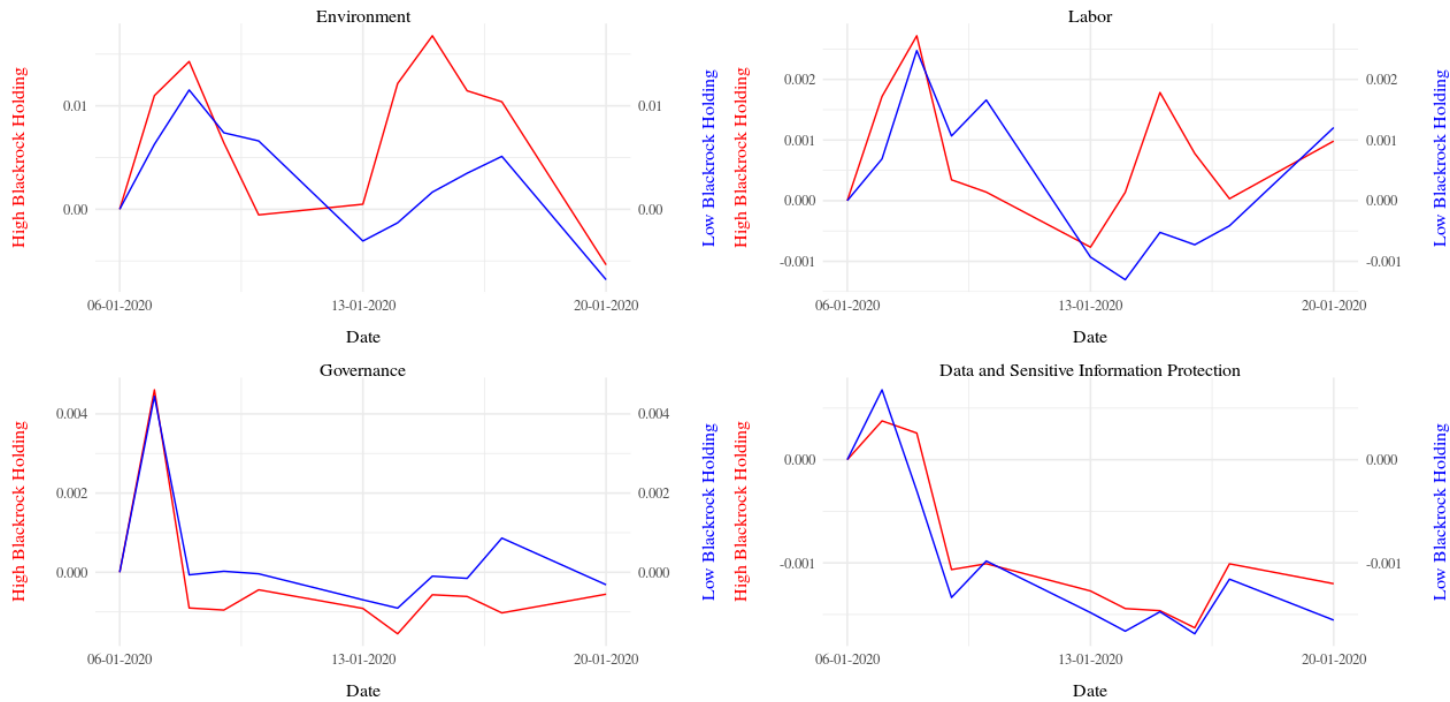 Environment
High Blackrock Holding
0.01
0.00
0.01
0.00
Low Blackrock Holding
06-01-2020
13-01-2020
20-01-2020
Date
Labor
High Blackrock Holding
0.002
0.001
0.000
-0.001
0.002
0.001
0.000
-0.001
Low Blackrock Holding
06-01-2020
13-01-2020
20-01-2020
Date
Governance
High Blackrock Holding
0.004
0.002
0.000
0.004
0.002
0.000
Low Blackrock Holding
06-01-2020
13-01-2020
20-01-2020
Date
Data and Sensitive Information Protection
High Blackrock Holding
0.000
-0.001
0.000
-0.001
Low Blackrock Holding
06-01-2020
13-01-2020
20-01-2020
Date